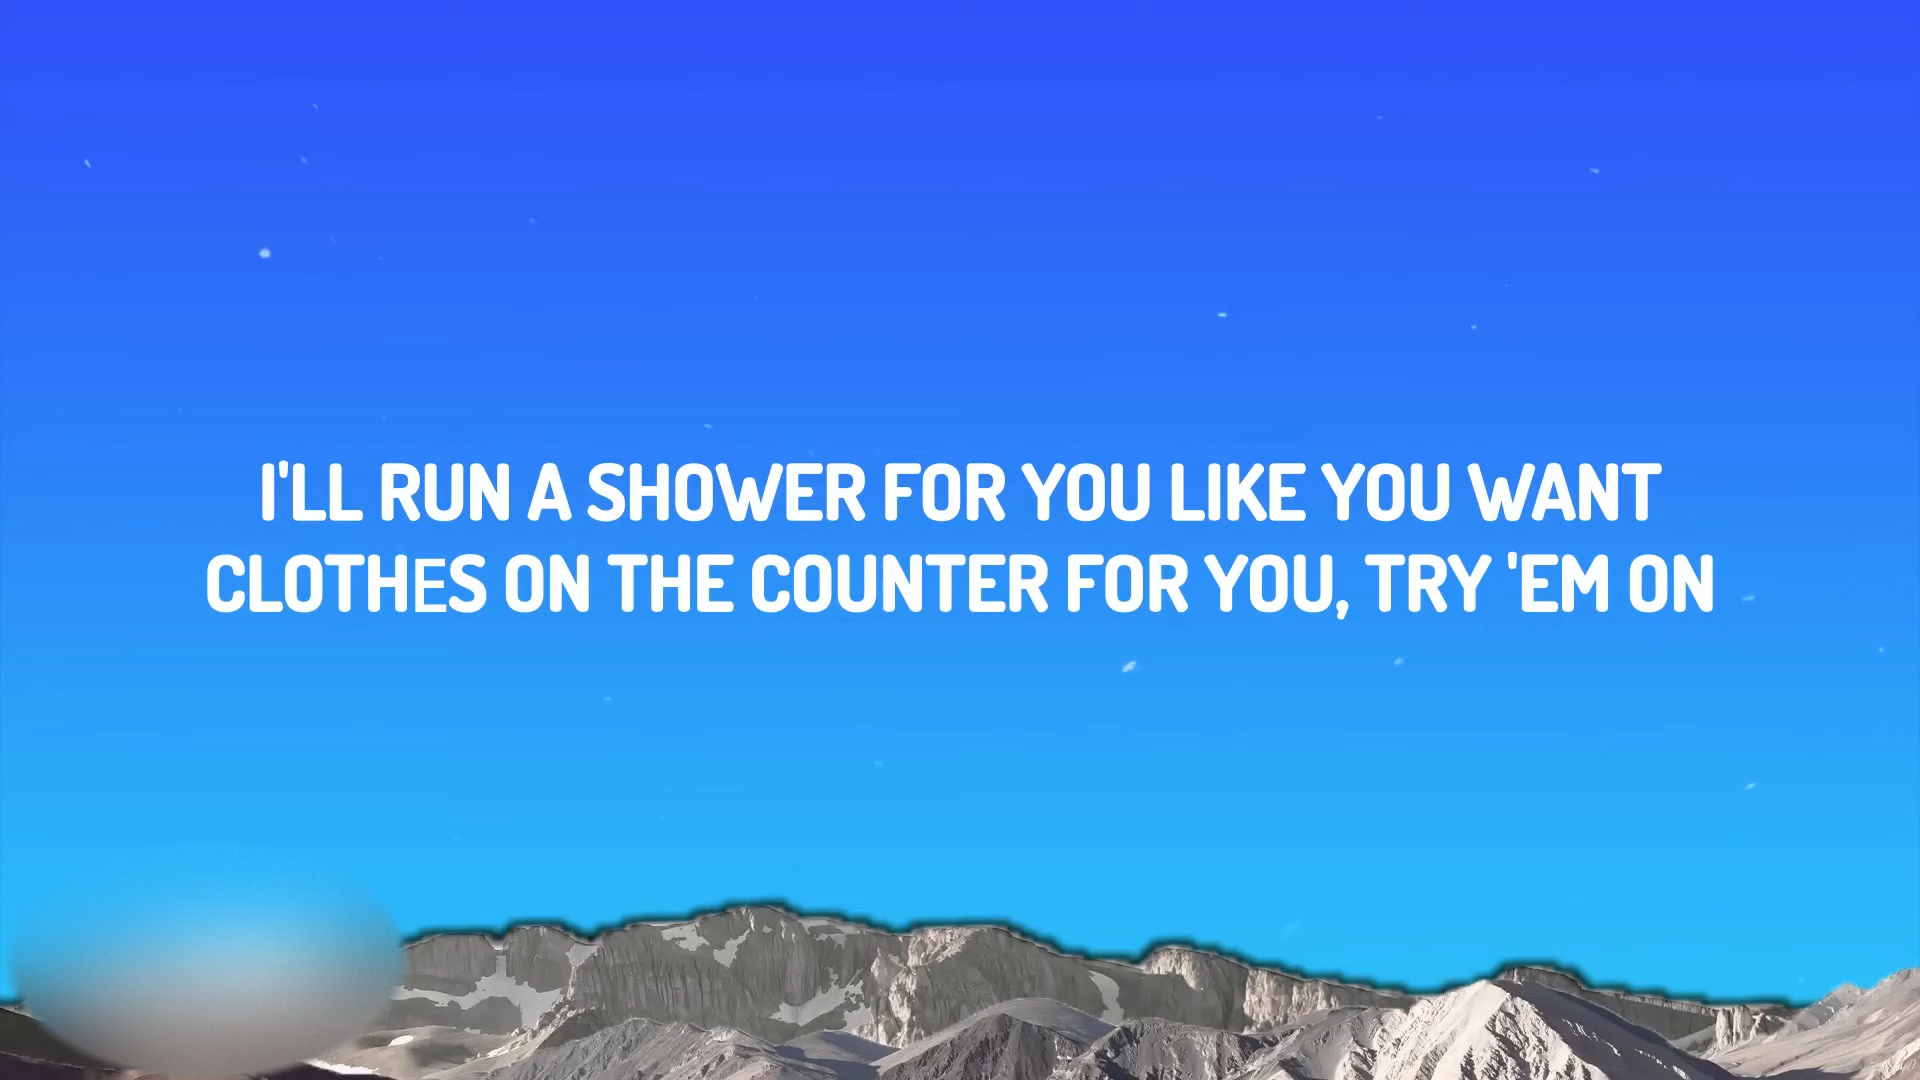 I'LL RUN A SHOWER FOR YOU LIKE YOU WANT
CLOTHES ON THE COUNTER FOR YOU, TRY 'EM ON